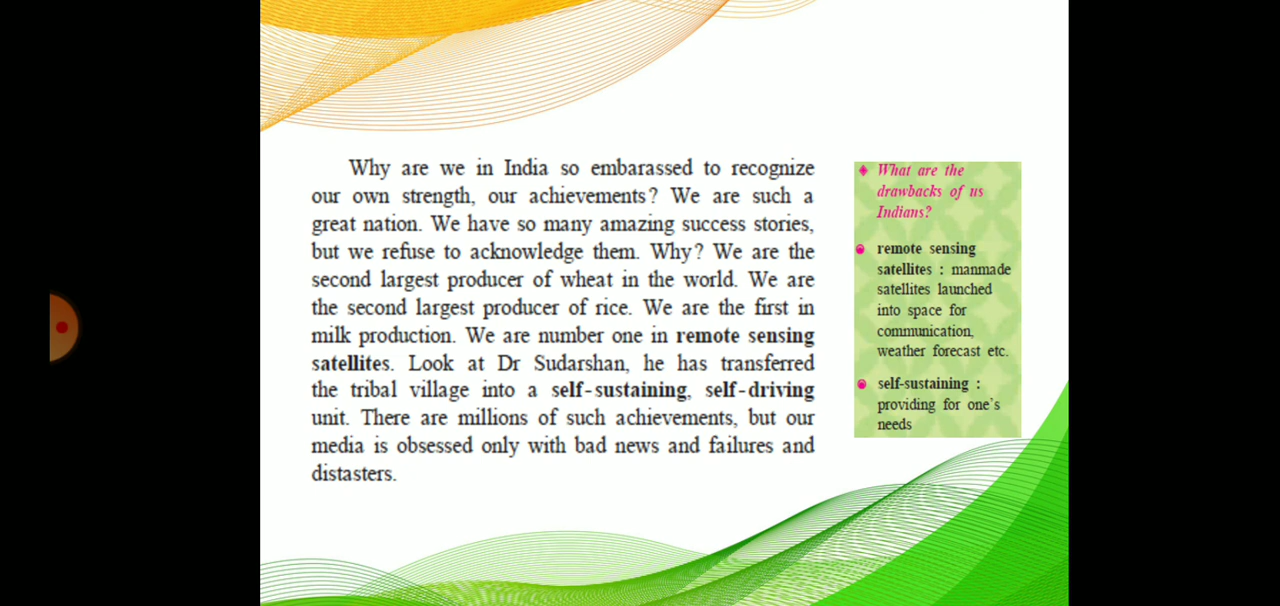 Why are we in India so embarassed to recognize
our own strength, our achievements? We are such a
great nation. We have so many amazing success stories,
but we refuse to acknowledge them. Why? We are the
second largest producer of wheat in the world. We are
the second largest producer of rice. We are the first in
milk production. We are number one in remote sensing
satellites. Look at Dr Sudarshan, he has transferred
the tribal village into a self-sustaining, self-driving
unit. There are millions of such achievements, but our
media is obsessed only with bad news and failures and
distasters.
What are the
drawbacks of us
Indians?
remote sensing
satellites : manmade
satellites launched
into space for
communication,
weather forecast etc.
self-sustaining :
providing for one's
needs